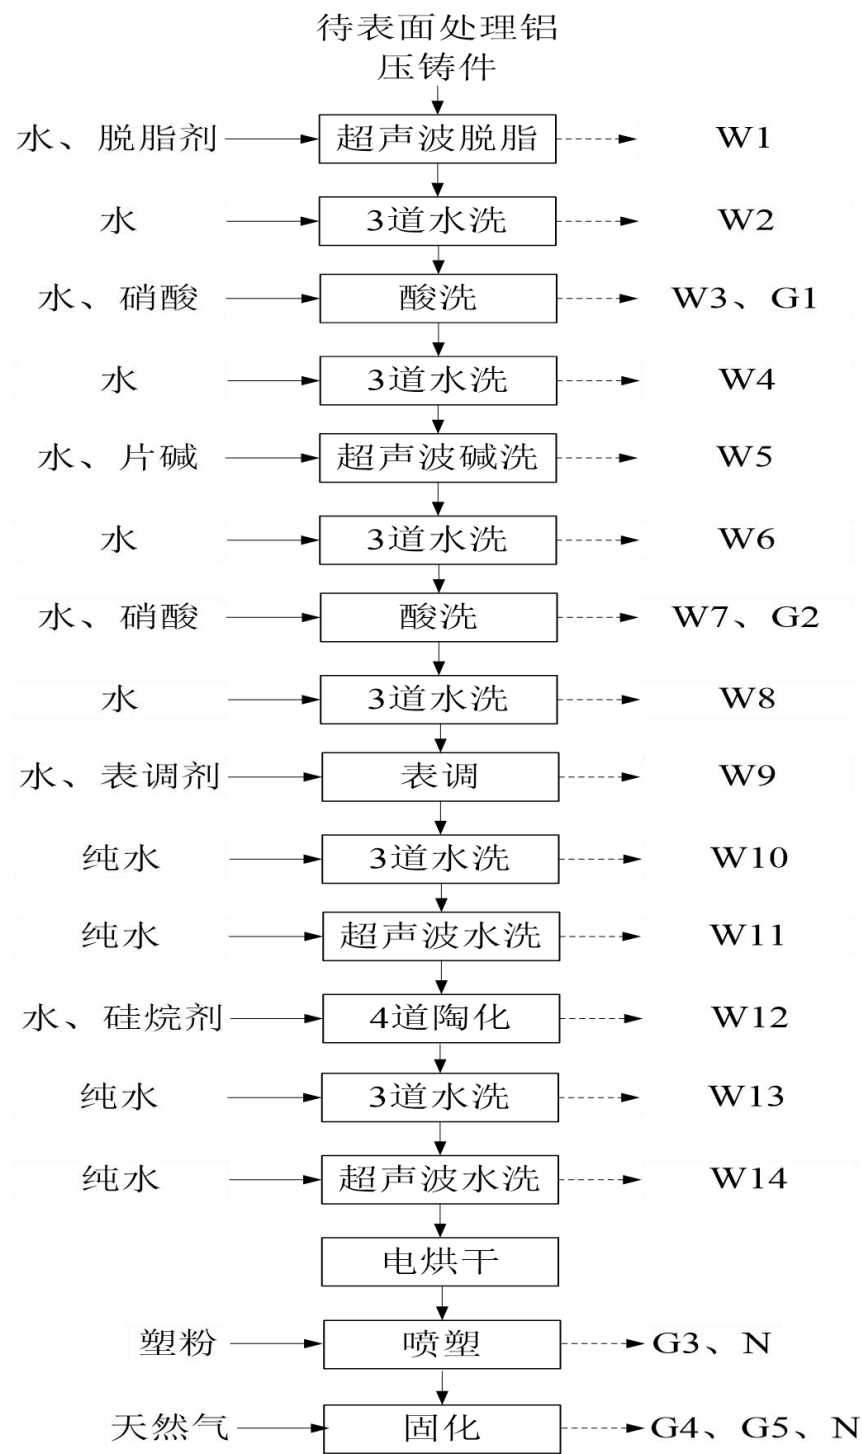 待表面处理铝
压铸件
水、脱脂剂 超声波脱脂 W1
水 3道水洗 W2
水、硝酸 酸洗 W3、G1
水 3道水洗 W4
水、片碱 超声波碱洗 W5
水 3道水洗 W6
水、硝酸 酸洗 W7、G2
水 3道水洗 W8
水、表调剂 表调 W9
纯水 3道水洗 W10
纯水 超声波水洗 W11
水、硅烷剂 4道陶化 W12
纯水 3道水洗 W13
纯水 超声波水洗 W14
电烘干
塑粉 喷塑 G3、N
天然气 固化 G4、G5、N